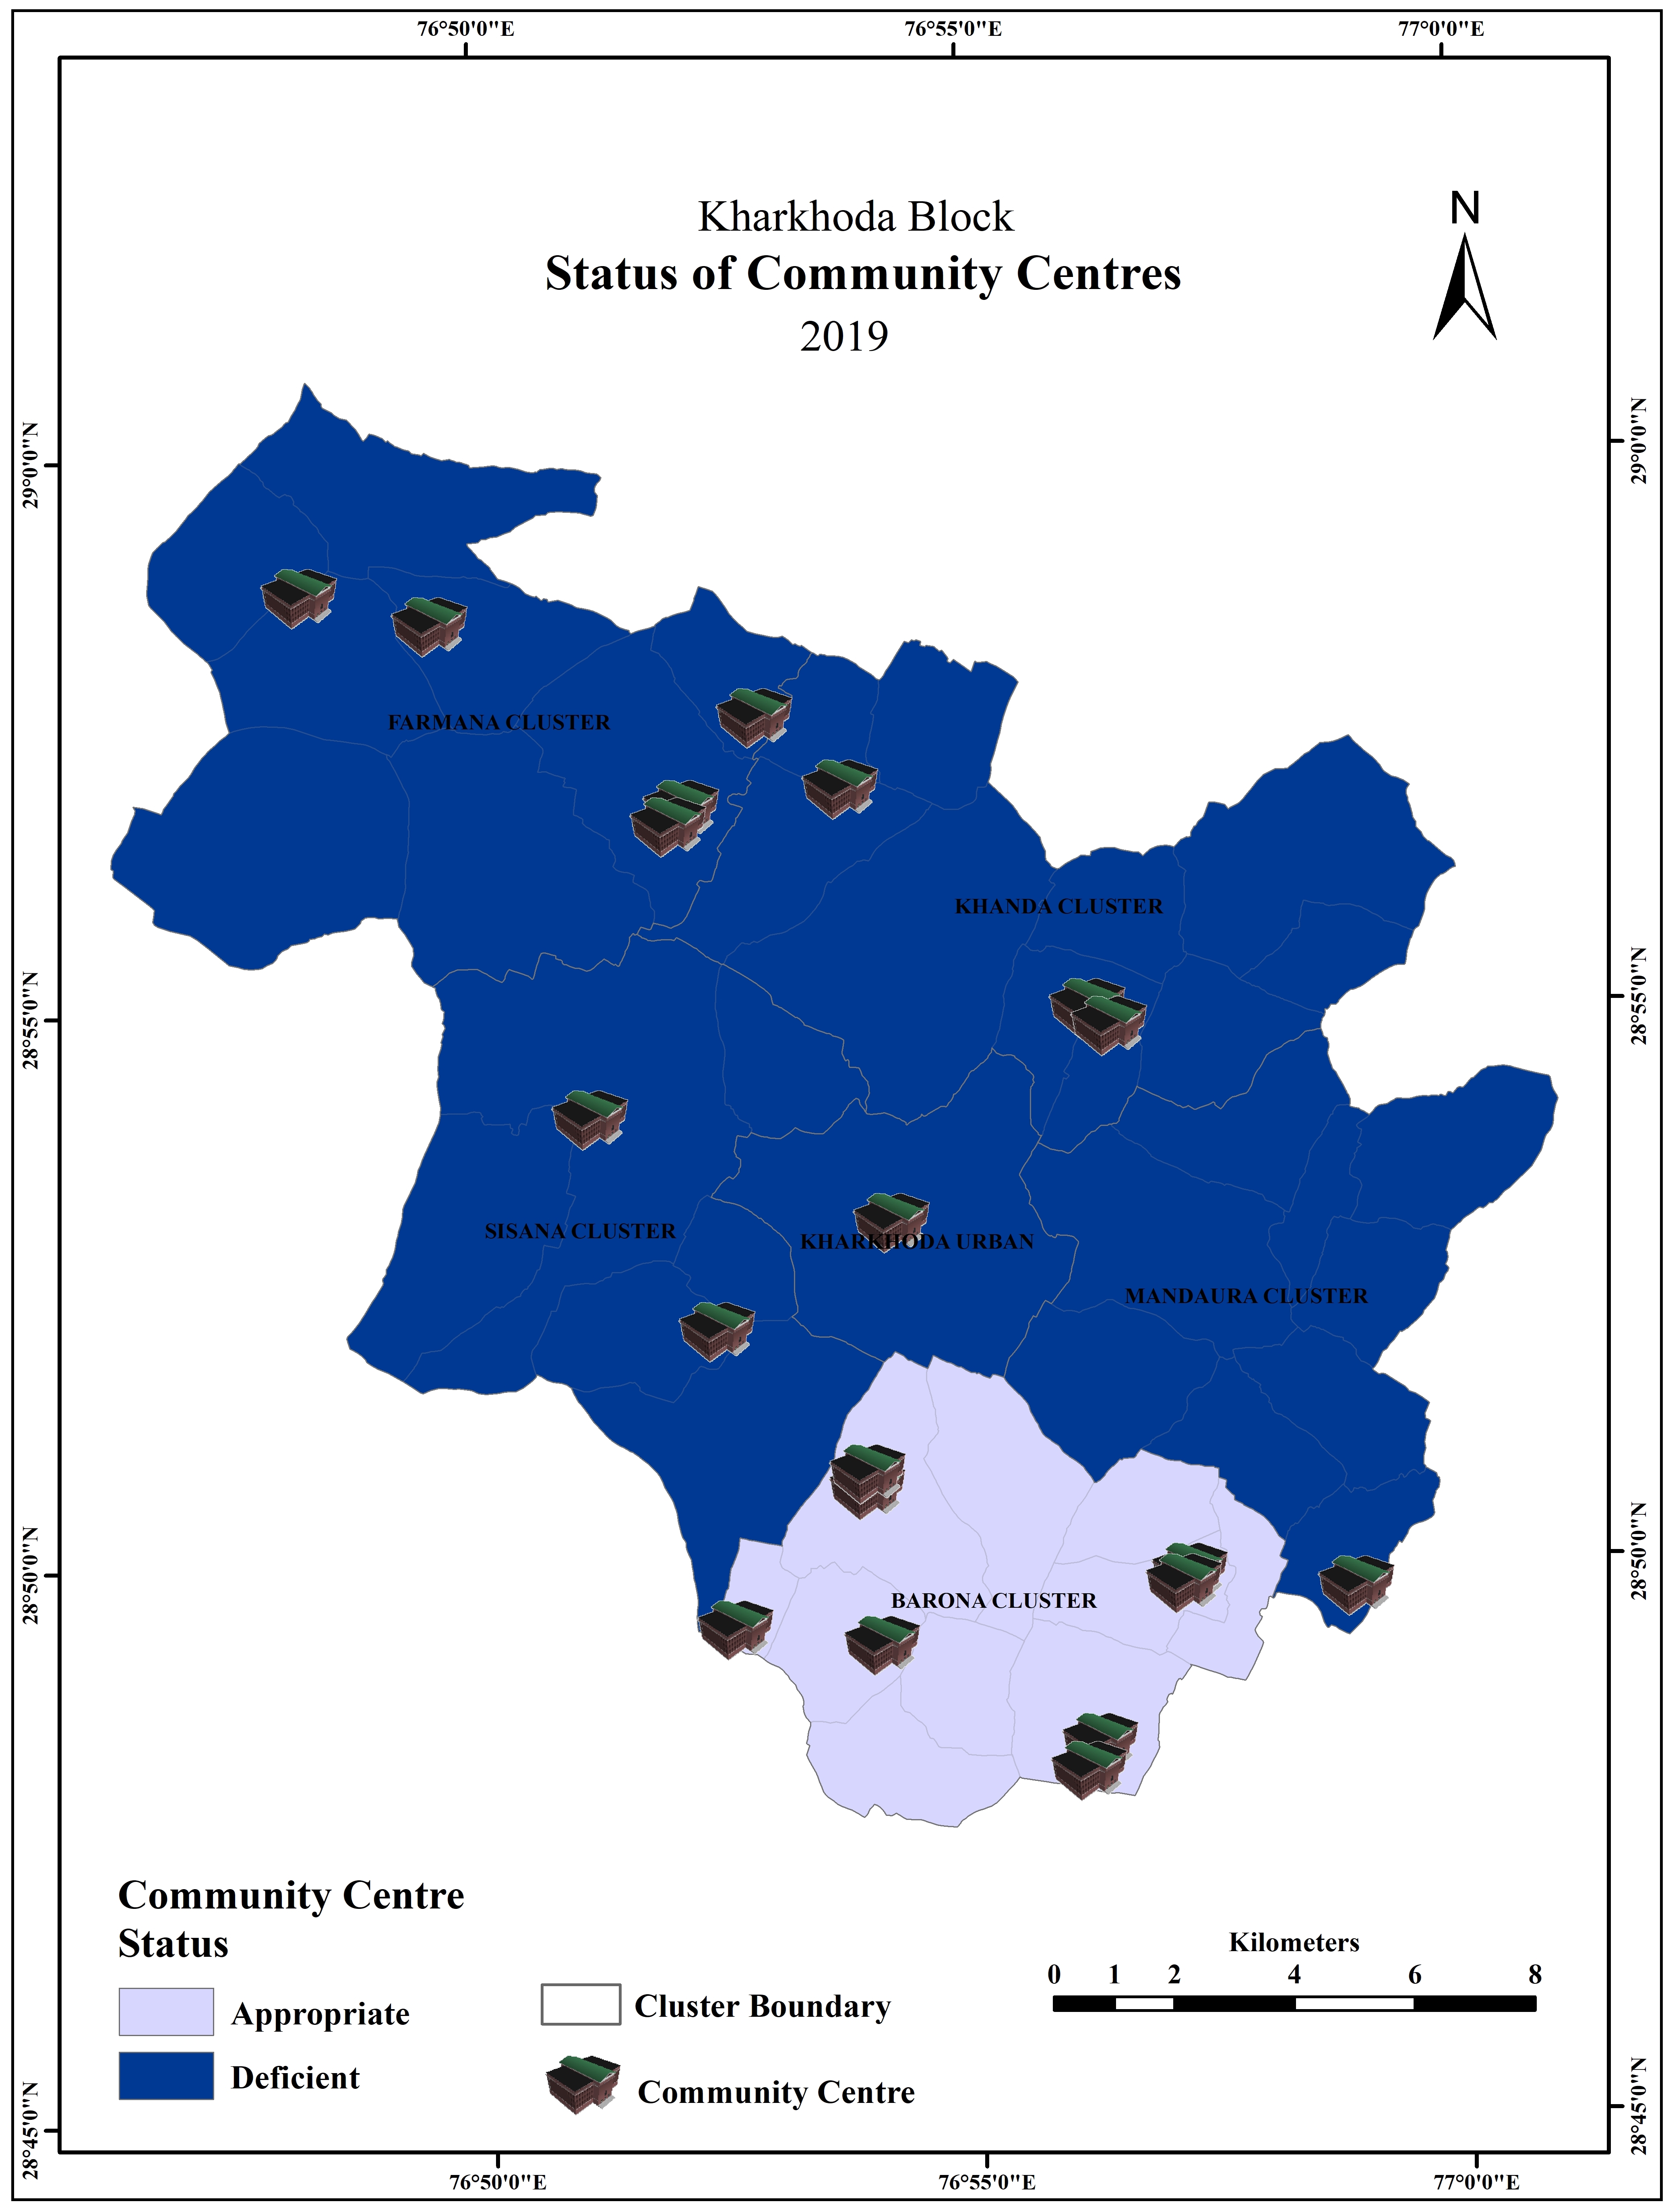 76°50'0"E 76°55'0"E 77°0'0"E
Kharkhoda Block
Status of Community Centres
2019
N
29°0'0"N 29°0'0"N
FARMANA CLUSTER
KHANDA CLUSTER
28°55'0"N 28°55'0"N
SISANA CLUSTER
KHARKHODA URBAN
MANDAURA CLUSTER
28°50'0"N 28°50'0"N
BARONA CLUSTER
Community Centre
Status
Appropriate
Deficient
Cluster Boundary
Community Centre
Kilometers
0 1 2 4 6 8
28°45'0"N 28°45'0"N
76°50'0"E 76°55'0"E 77°0'0"E